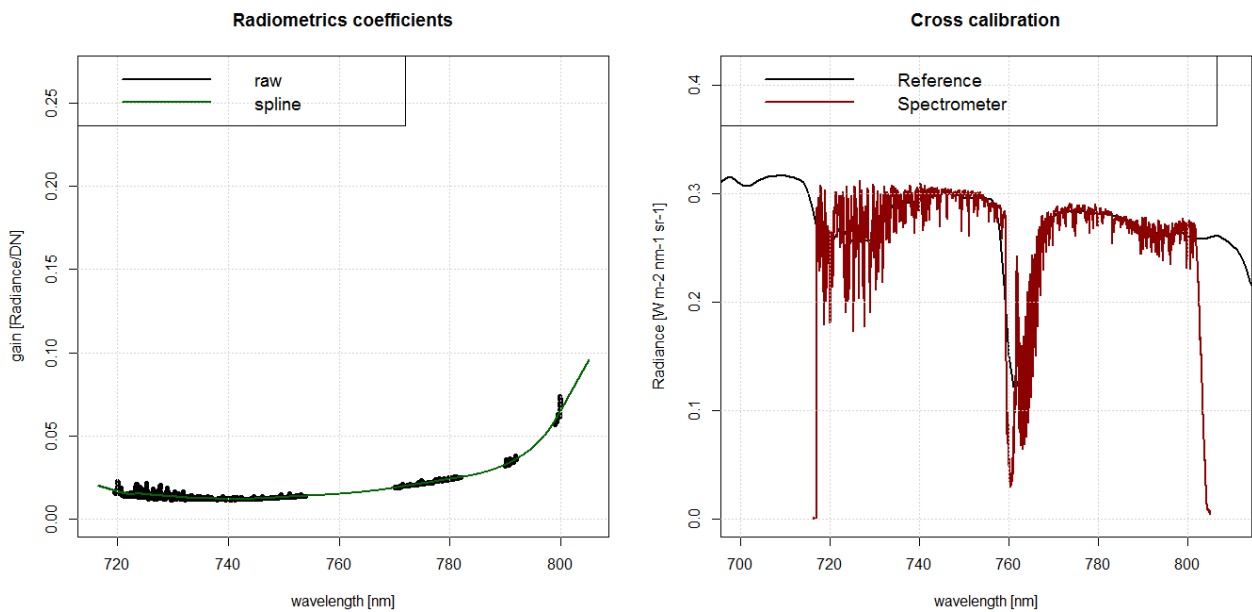 Radiometrics coefficients
raw
spline
gain [Radiance/DN]
0.25
0.20
0.15
0.10
0.05
0.00
720
740
760
780
800
wavelength [nm]
Cross calibration
Reference
Spectrometer
Radiance [W m-2 nm-1 sr-1]
0.4
0.3
0.2
0.1
0.0
700
720
740
760
780
800
wavelength [nm]